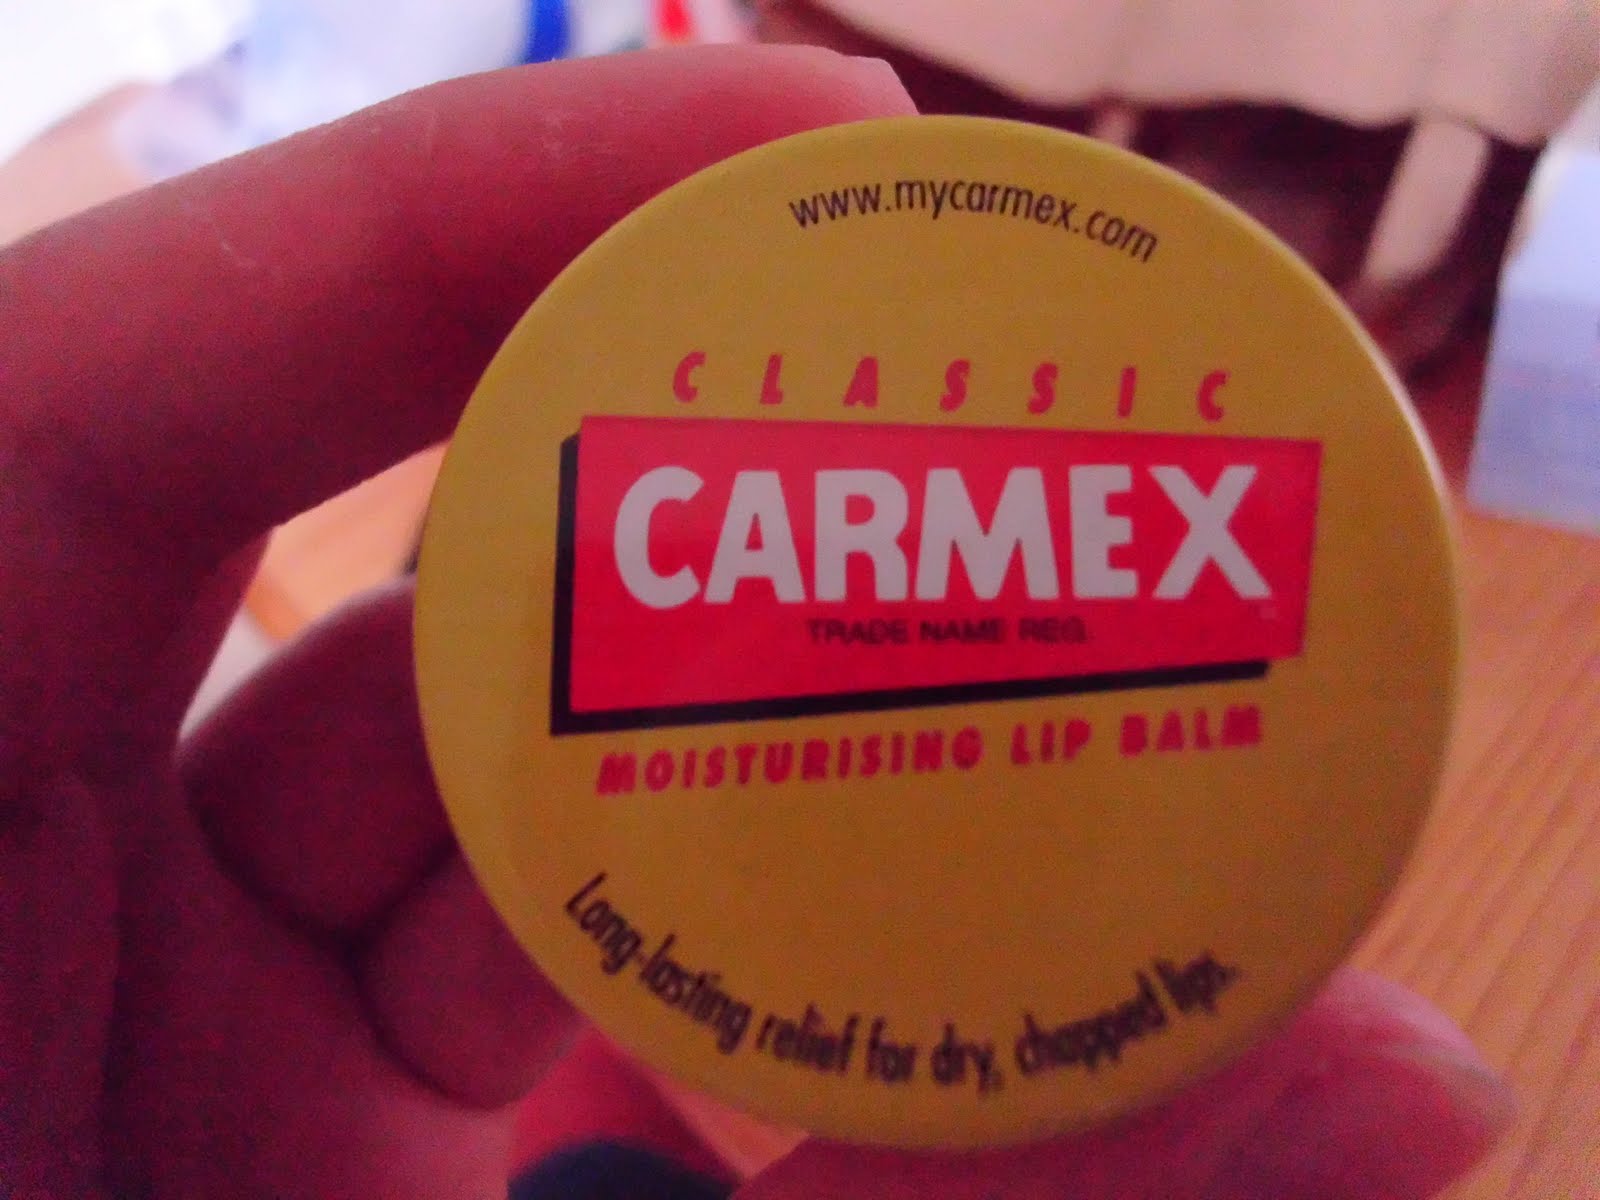 www.mycarmex.com
CLASSIC
CARMEX
TRADE NAME REG.
MOISTURISING LIP BALM
Long-lasting relief for dry, chapped lips.